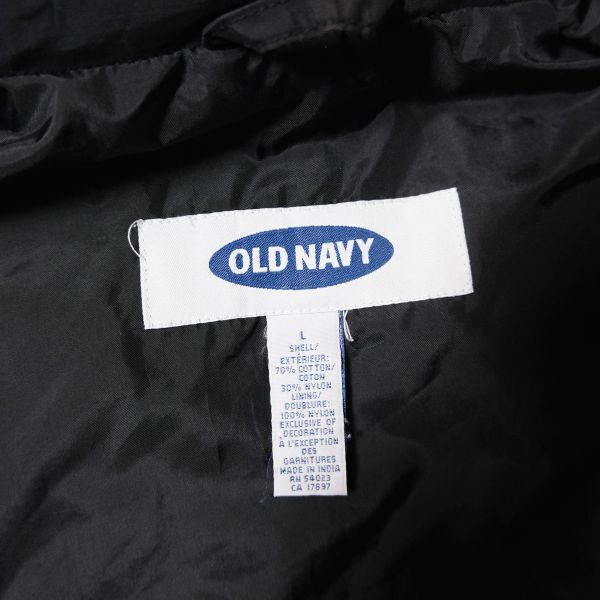 OLD NAVY
L
SHELL/
EXTÉRIEUR:
70% COTTON/
COTON
30% NYLON
LINING/
DOUBLURE:
100% NYLON
EXCLUSIVE OF
DECORATION
À L'EXCEPTION
DES
GARNITURES
MADE IN INDIA
RN 54023
CA 17897